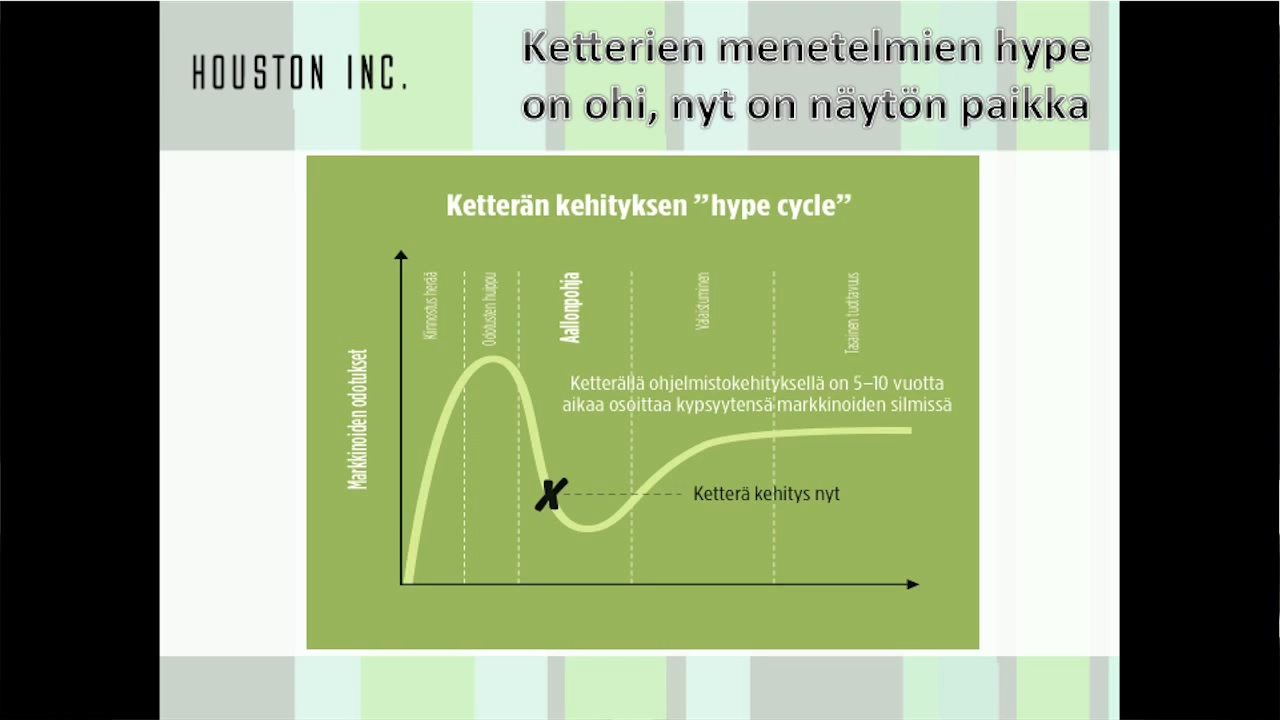 HOUSTON INC.
Ketterien menetelmien hype
on ohi, nyt on näytön paikka
Ketterän kehityksen ”hype cycle”
Markkinoiden odotukset
Kiinnostus herää
Odotusten huippu
Aallonpohja
Valaistuminen
Tasainen tuottavuus
Ketterällä ohjelmistokehityksellä on 5–10 vuotta
aikaa osoittaa kypsyytensä markkinoiden silmissä
X
Ketterä kehitys nyt